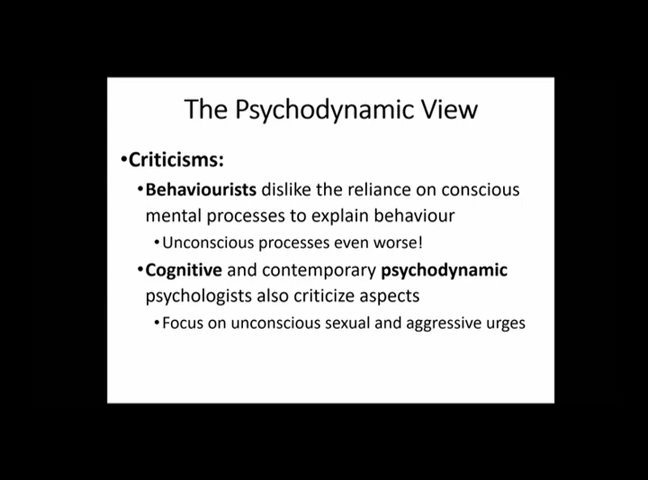 The Psychodynamic View
•Criticisms:
•Behaviourists dislike the reliance on conscious
mental processes to explain behaviour
•Unconscious processes even worse!
•Cognitive and contemporary psychodynamic
psychologists also criticize aspects
•Focus on unconscious sexual and aggressive urges